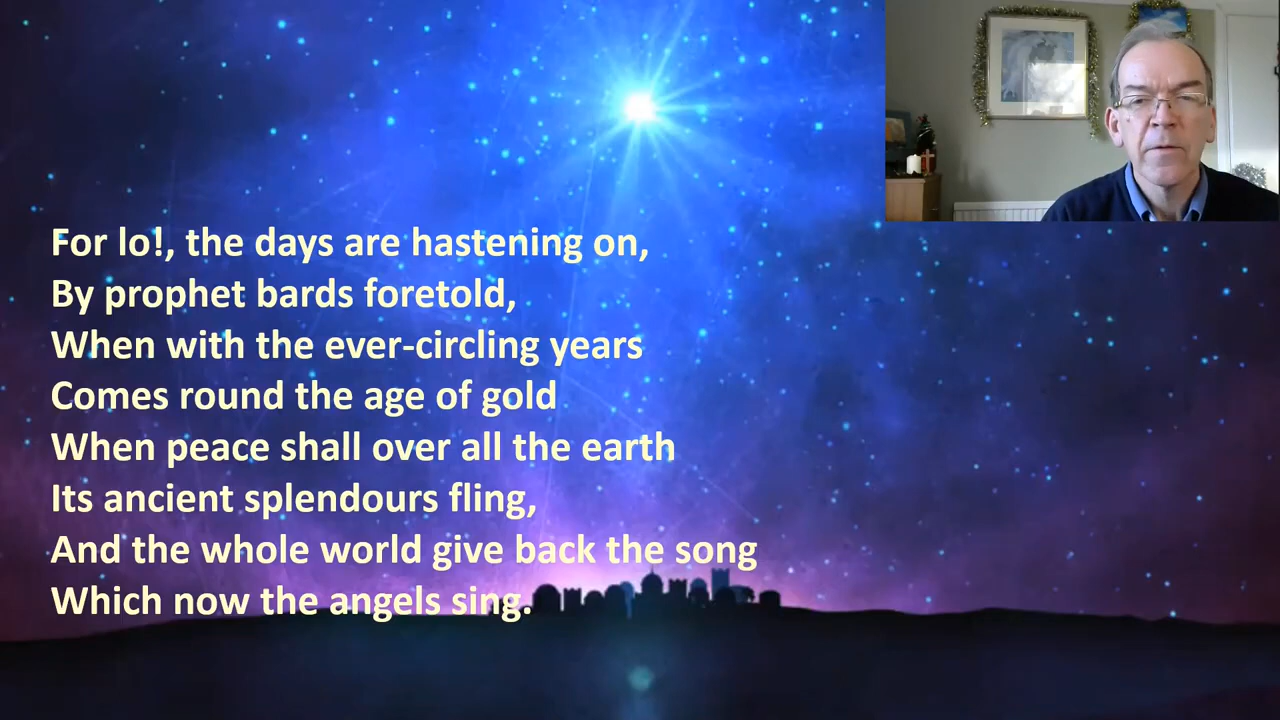 For lo!, the days are hastening on,
By prophet bards foretold,
When with the ever-circling years
Comes round the age of gold
When peace shall over all the earth
Its ancient splendours fling,
And the whole world give back the song
Which now the angels sing.